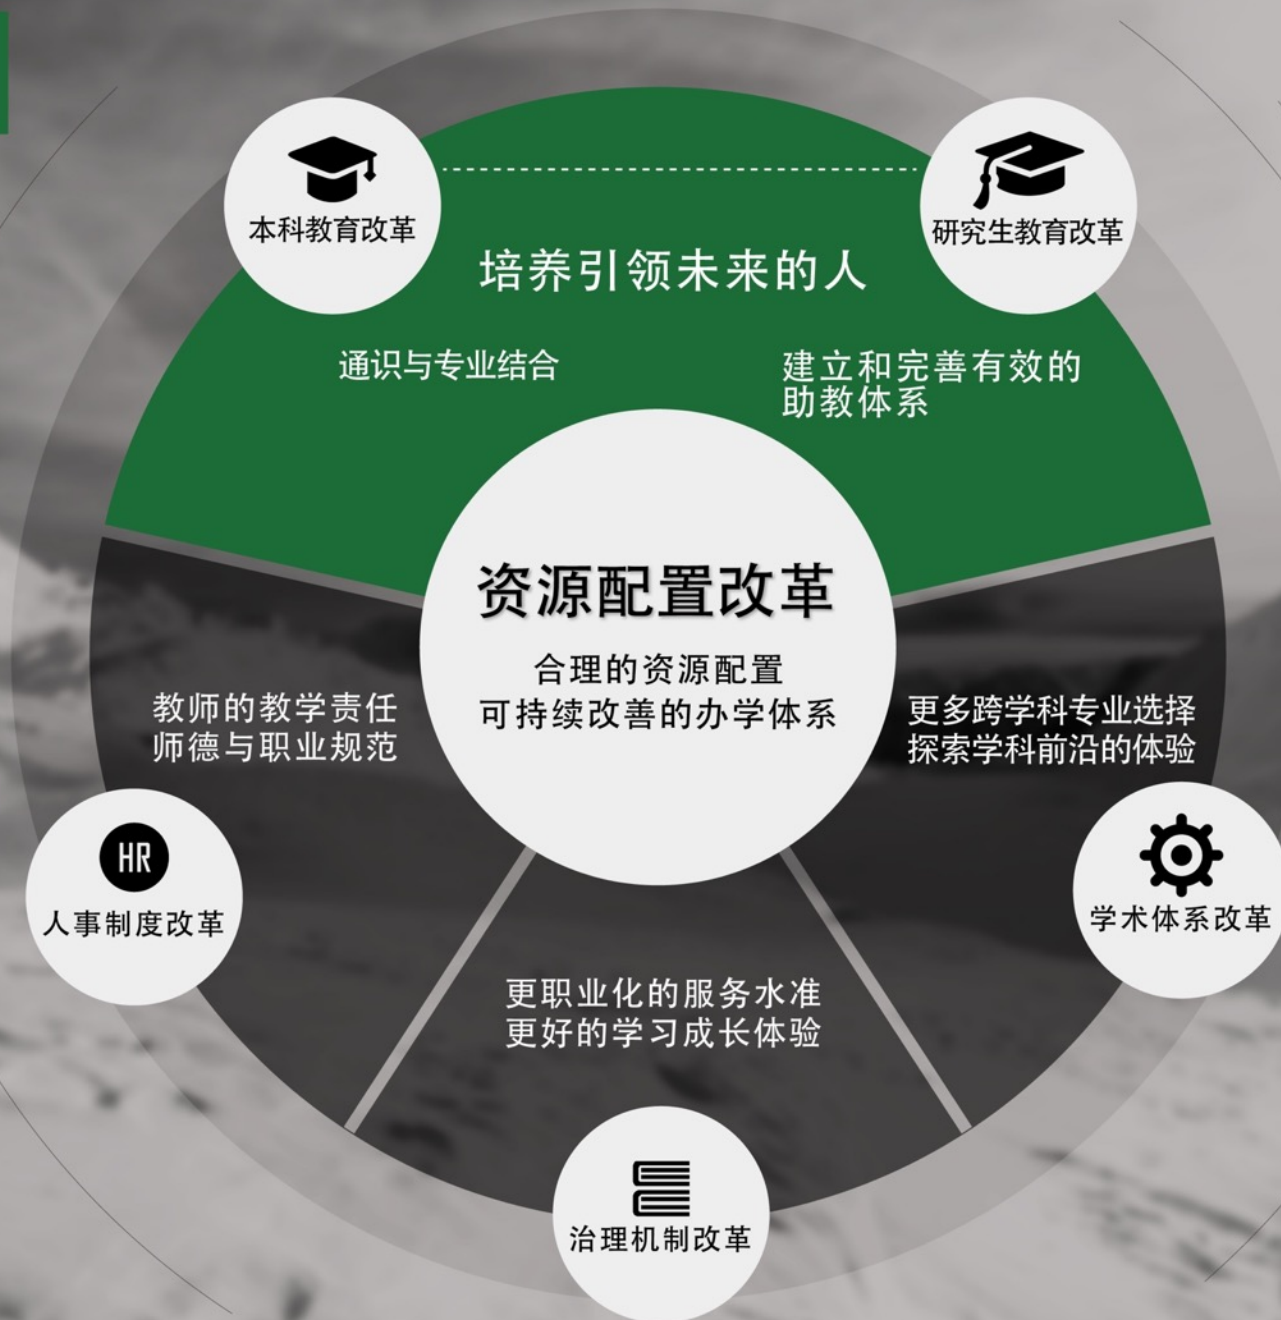 本科教育改革
研究生教育改革
培养引领未来的人
通识与专业结合
建立和完善有效的
助教体系
资源配置改革
合理的资源配置
可持续改善的办学体系
教师的教学责任
师德与职业规范
更多跨学科专业选择
探索学科前沿的体验
HR
人事制度改革
学术体系改革
更职业化的服务水准
更好的学习成长体验
治理机制改革